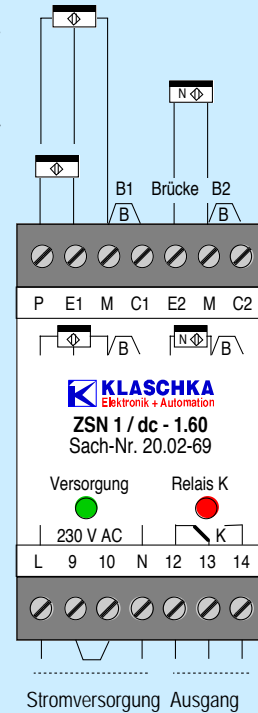 N
B1 Brücke B2
B B
P E1 M C1 E2 M C2
B N B
KLASCHKA
Elektronik + Automation
ZSN 1 / dc - 1.60
Sach-Nr. 20.02-69
Versorgung Relais K
230 V AC K
L 9 10 N 12 13 14
Stromversorgung Ausgang